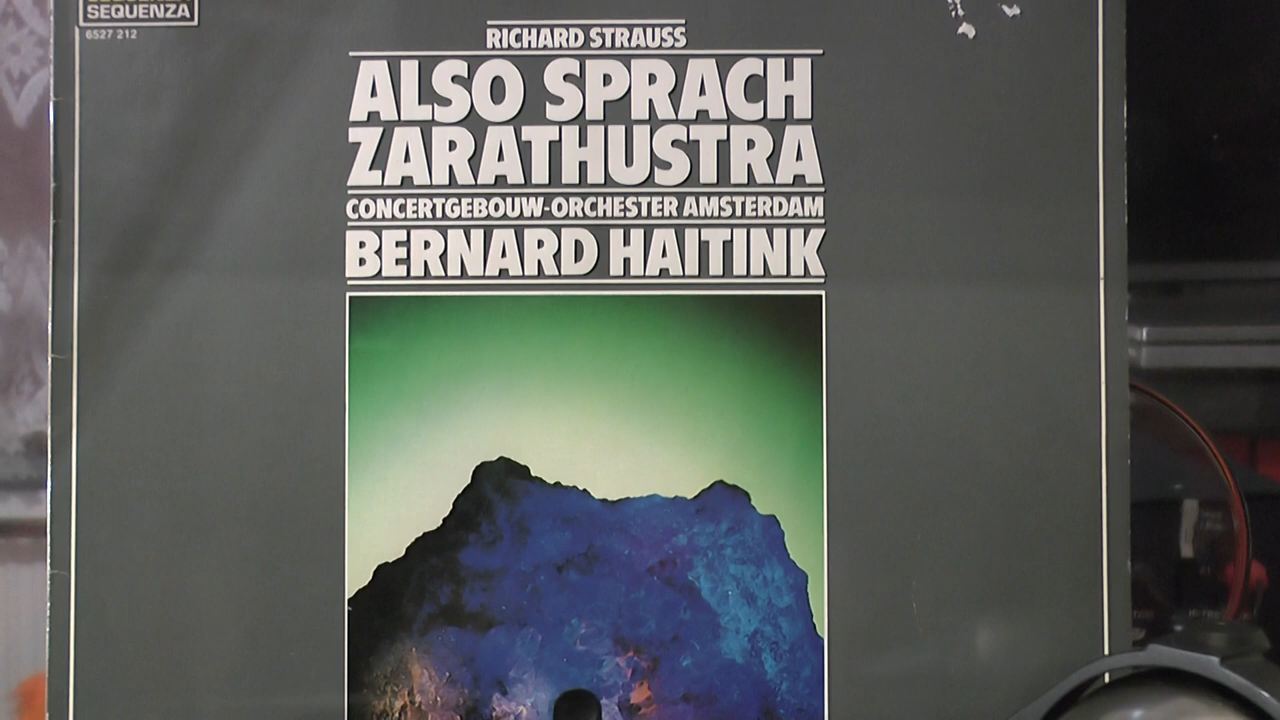 SEQUENZA
6527 212
RICHARD STRAUSS
ALSO SPRACH
ZARATHUSTRA
CONCERTGEBOUW-ORCHESTER AMSTERDAM
BERNARD HAITINK